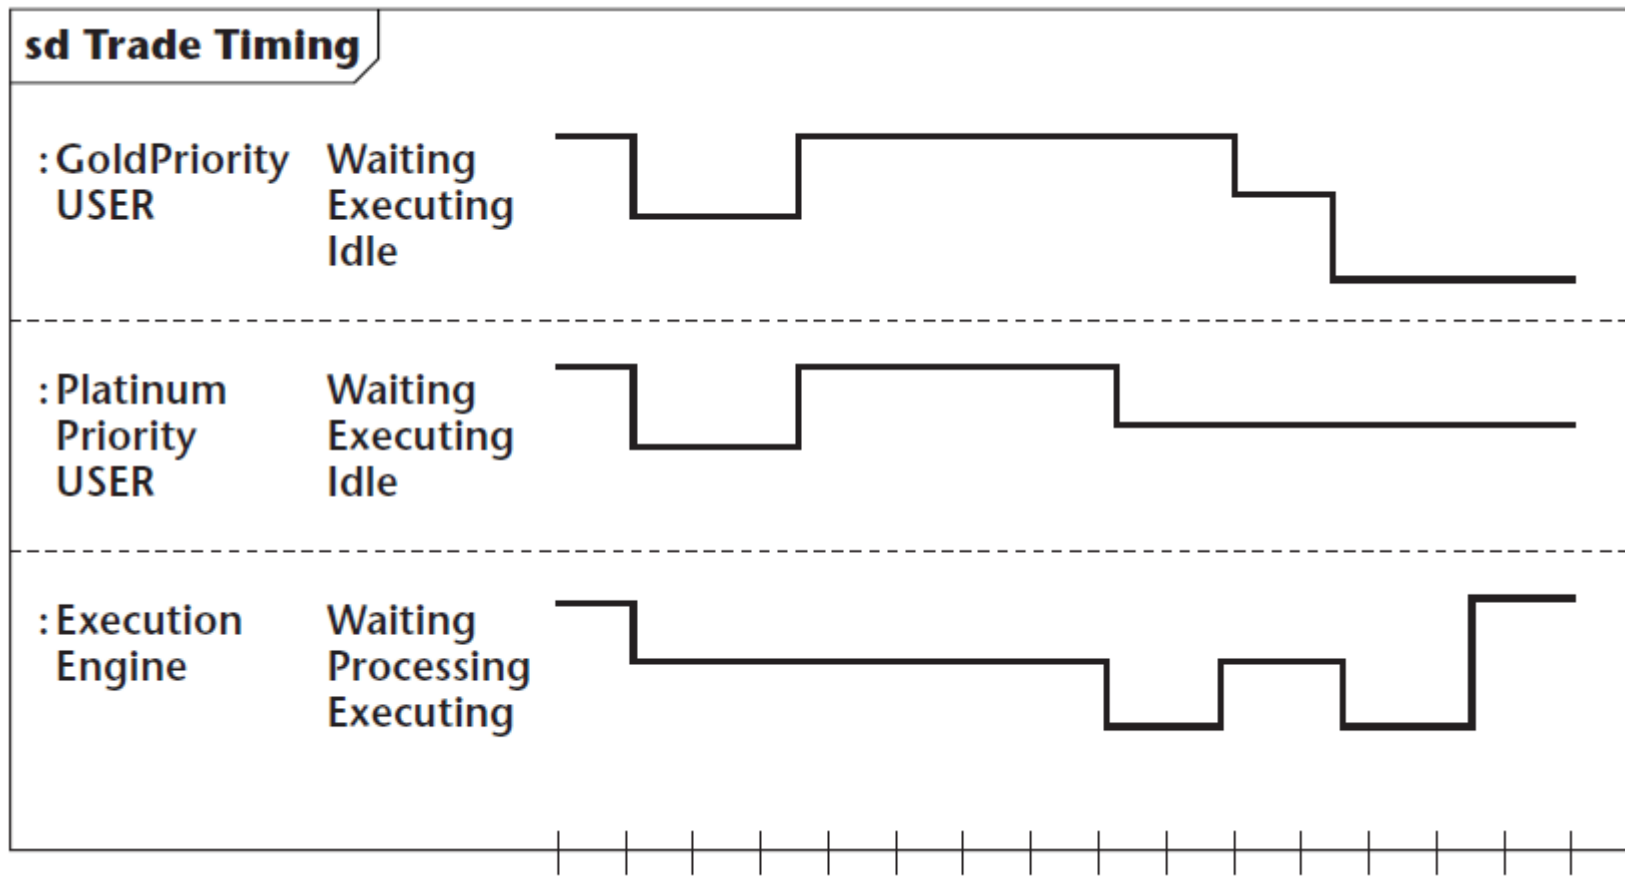 sd Trade Timing
:GoldPriority Waiting
USER Executing
Idle
:Platinum Waiting
Priority Executing
USER Idle
:Execution Waiting
Engine Processing
Executing